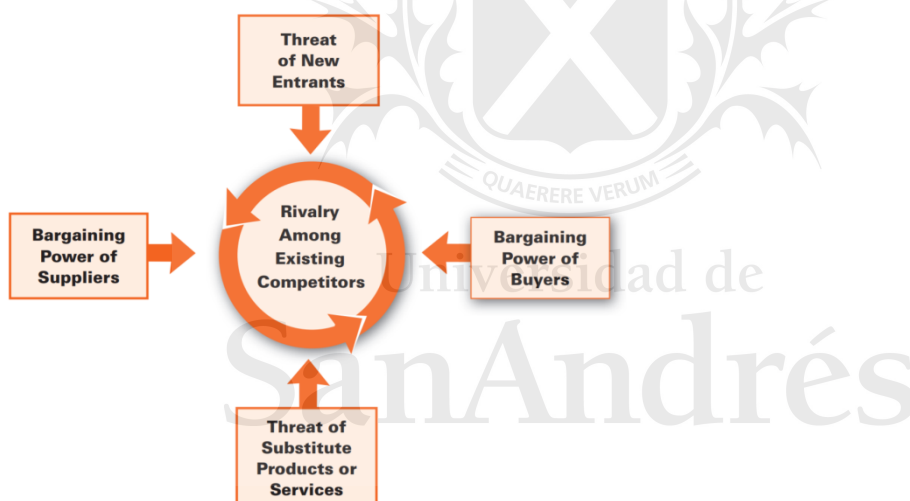 Threat
of New
Entrants
QUAERERE VERUM
Bargaining
Power of
Suppliers
Rivalry
Among
Existing
Competitors
Bargaining
Power of
Buyers
Universidad de
SanAndrés
Threat of
Substitute
Products or
Services